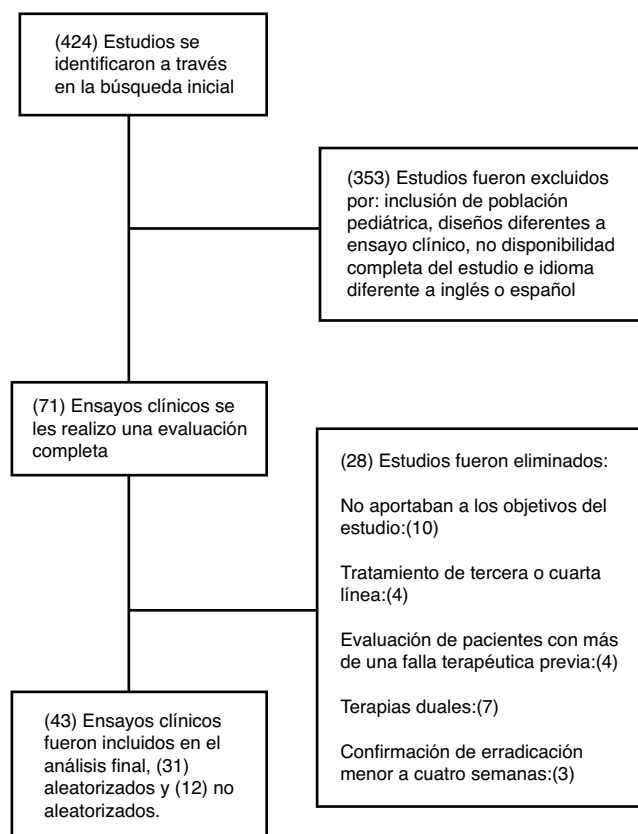 (424) Estudios se
identificaron a través
en la búsqueda inicial
(353) Estudios fueron excluidos
por: inclusión de población
pediátrica, diseños diferentes a
ensayo clínico, no disponibilidad
completa del estudio e idioma
diferente a inglés o español
(71) Ensayos clínicos se
les realizo una evaluación
completa
(28) Estudios fueron eliminados:
No aportaban a los objetivos del
estudio:(10)
Tratamiento de tercera o cuarta
línea:(4)
Evaluación de pacientes con más
de una falla terapéutica previa:(4)
Terapias duales:(7)
Confirmación de erradicación
menor a cuatro semanas:(3)
(43) Ensayos clínicos
fueron incluidos en el
análisis final, (31)
aleatorizados y (12) no
aleatorizados.